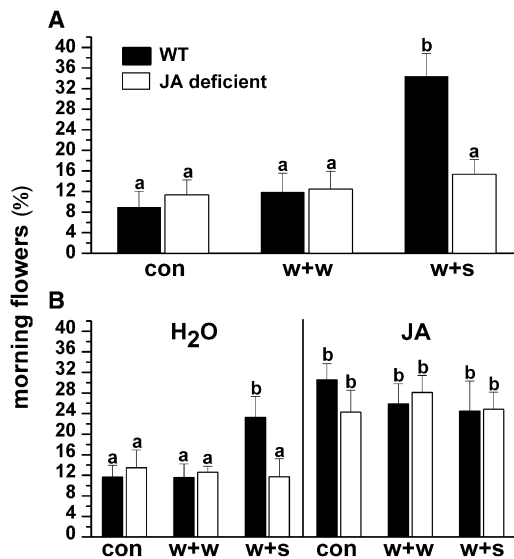 A
WT
JA deficient
40
36
32
28
24
20
16
12
8
4
0
a a a a b a
con w+w w+s
morning flowers (%)
B
H2O JA
40
36
32
28
24
20
16
12
8
4
0
a a a a b a b b b b b b
con w+w w+s con w+w w+s